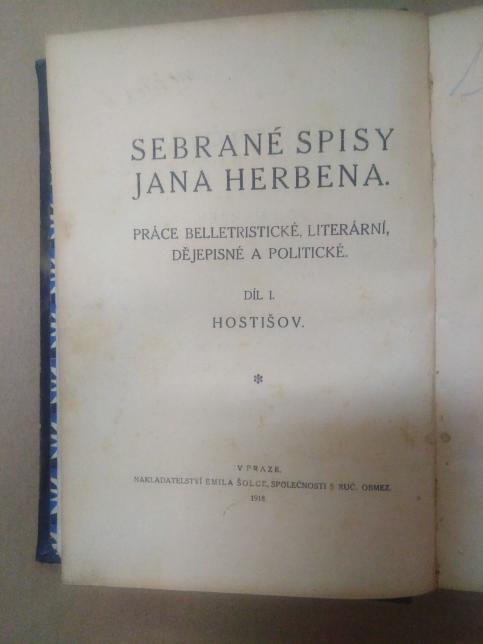 SEBRANÉ SPISY
JANA HERBENA.
PRÁCE BELLETRISTICKÉ, LITERÁRNÍ,
DĚJEPISNÉ A POLITICKÉ.
DÍL I.
HOSTIŠOV.
*
V PRAZE.
NAKLADATELSTVÍ EMILA ŠOLCE, SPOLEČNOSTI S RUČ. OBMEZ.
1918